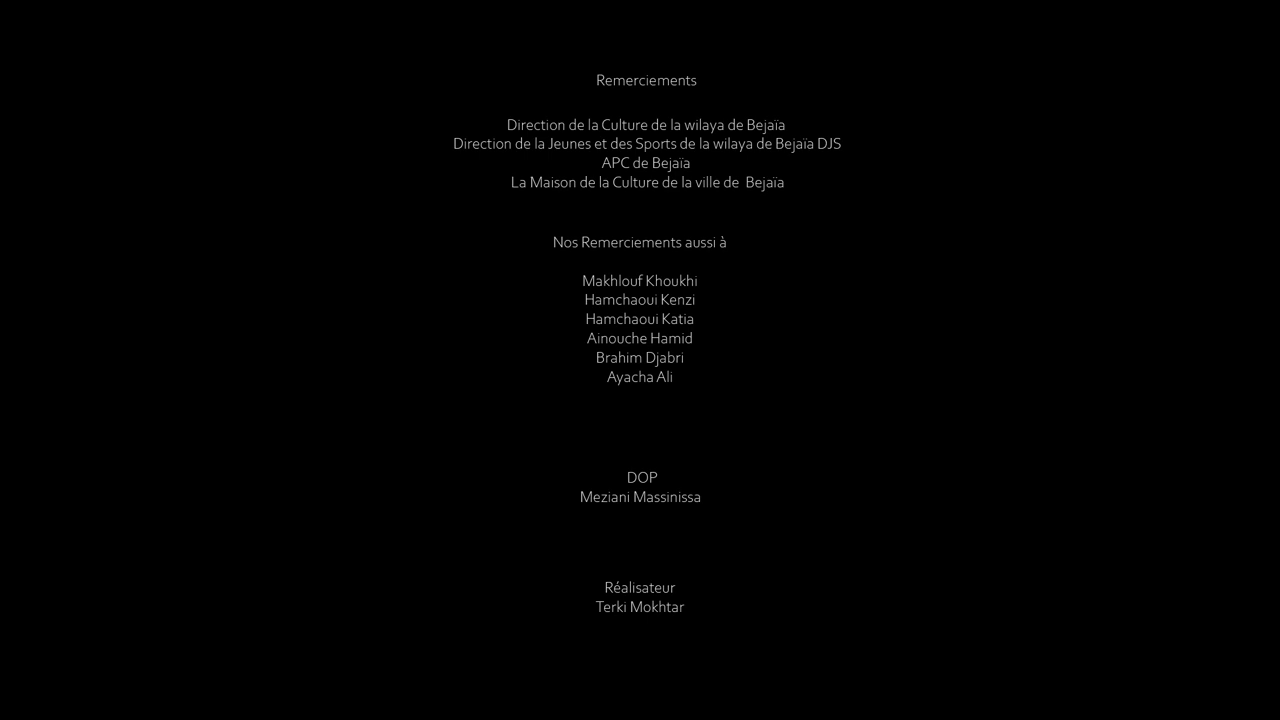 Remerciements
Direction de la Culture de la wilaya de Bejaïa
Direction de la Jeunes et des Sports de la wilaya de Bejaïa DJS
APC de Bejaïa
La Maison de la Culture de la ville de  Bejaïa
Nos Remerciements aussi à
Makhlouf Khoukhi
Hamchaoui Kenzi
Hamchaoui Katia
Ainouche Hamid
Brahim Djabri
Ayacha Ali
DOP
Meziani Massinissa
Réalisateur
Terki Mokhtar